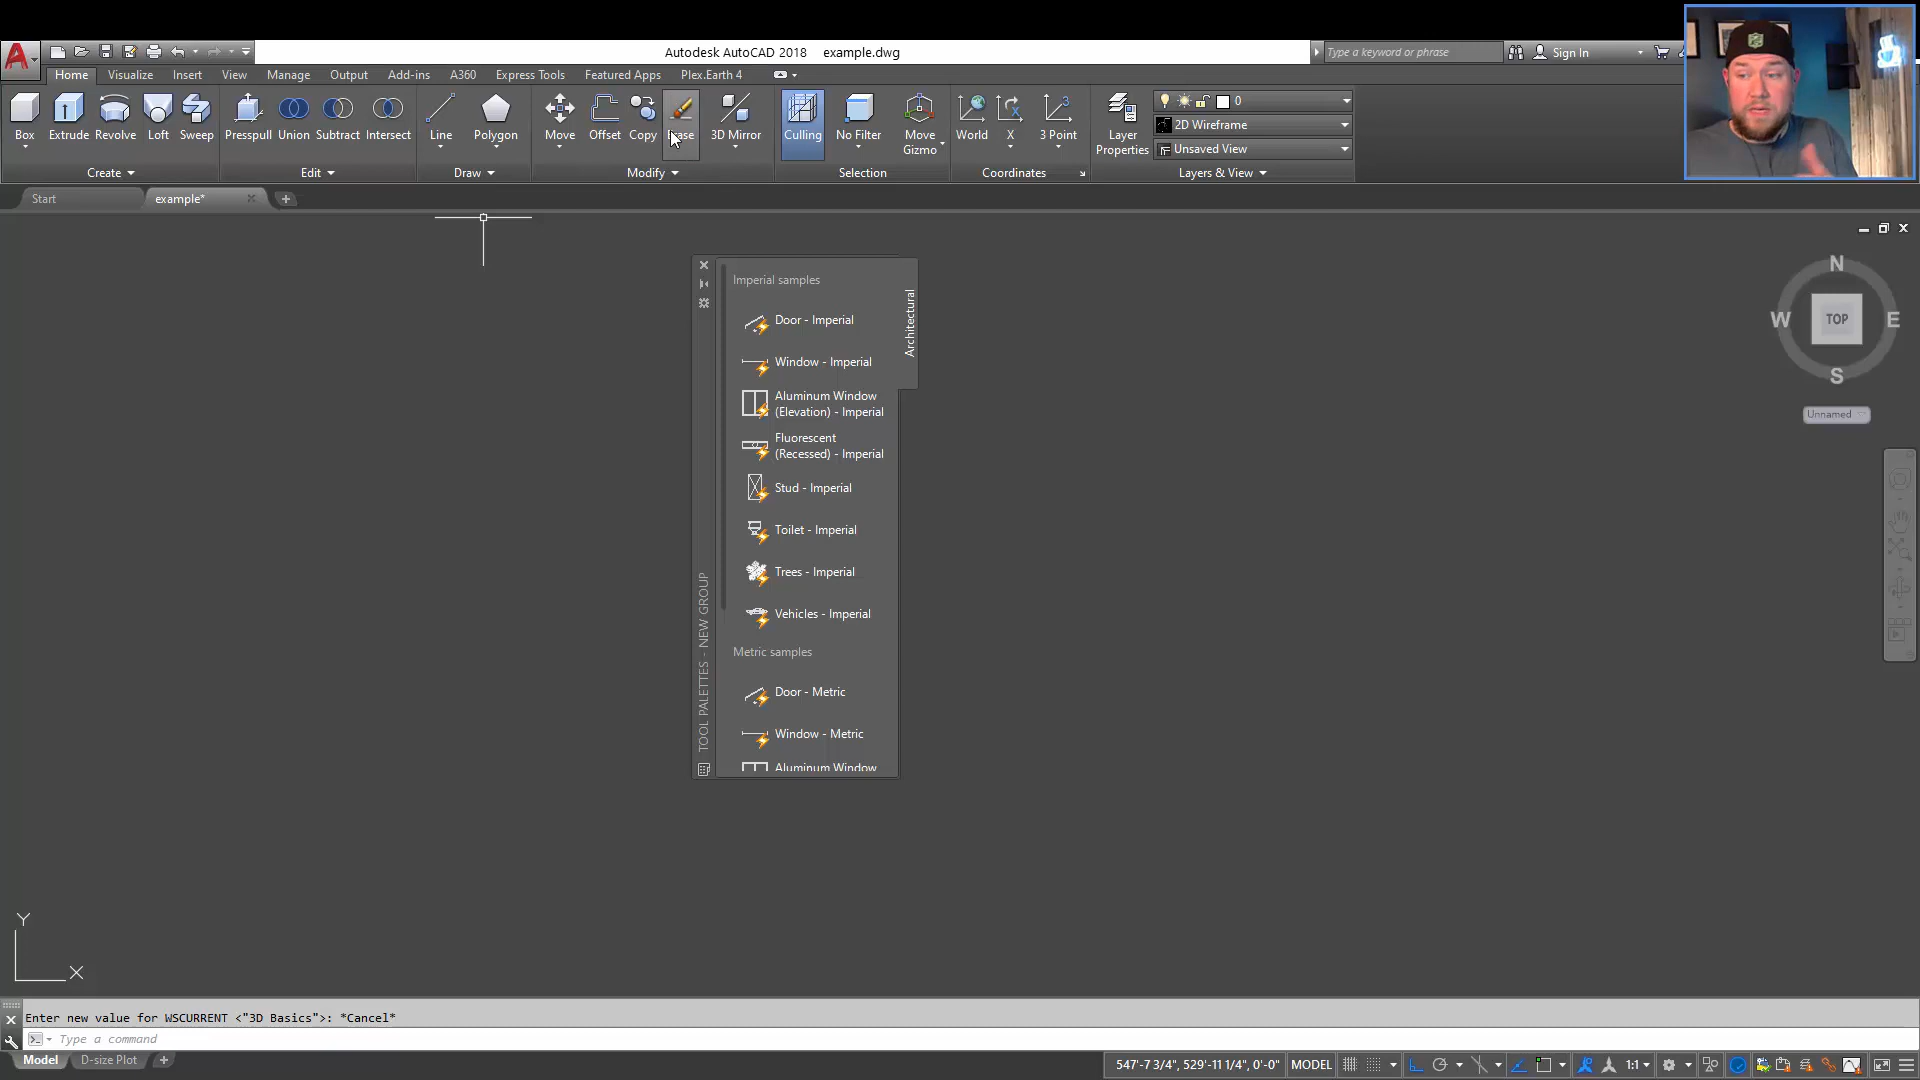 Autodesk AutoCAD 2018 example.dwg
Type a keyword or phrase
Sign In
Home Visualize Insert View Manage Output Add-ins A360 Express Tools Featured Apps Plex.Earth 4
Box Extrude Revolve Loft Sweep
Presspull Union Subtract Intersect
Line Polygon
Move Offset Copy Erase 3D Mirror
Culling No Filter Move Gizmo
World X 3 Point
Layer Properties
0
2D Wireframe
Unsaved View
Create Edit Draw Modify Selection Coordinates Layers & View
Start example*
N
W TOP E
S
Unnamed
Imperial samples
Door - Imperial
Window - Imperial
Aluminum Window
(Elevation) - Imperial
Fluorescent
(Recessed) - Imperial
Stud - Imperial
Toilet - Imperial
Trees - Imperial
Vehicles - Imperial
Metric samples
Door - Metric
Window - Metric
Aluminum Window
Architectural
TOOL PALETTES - NEW GROUP
Y
X
Enter new value for WSCURRENT <"3D Basics">: *Cancel*
Type a command
Model D-size Plot
547'-7 3/4", 529'-11 1/4", 0'-0" MODEL 1:1